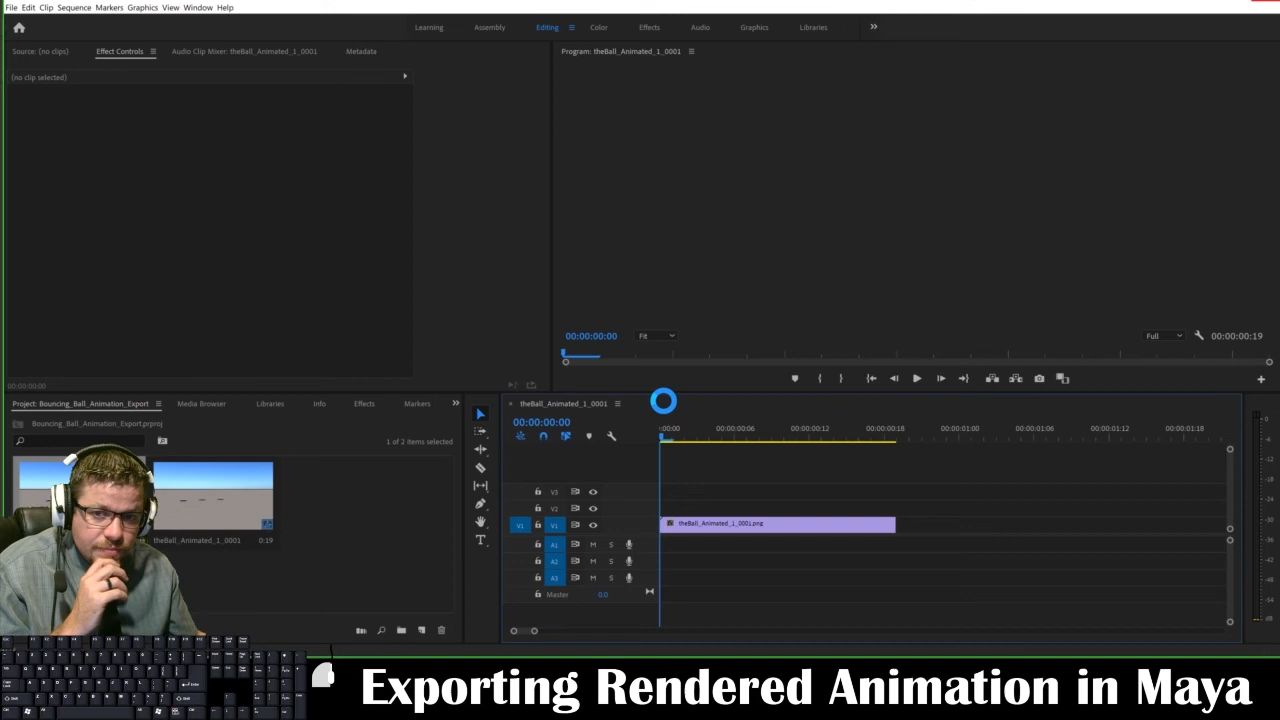 File Edit Clip Sequence Markers Graphics View Window Help
Learning Assembly Editing Color Effects Audio Graphics Libraries
Source: (no clips) Effect Controls Audio Clip Mixer: theBall_Animated_1_0001 Metadata
Program: theBall_Animated_1_0001
(no clip selected)
00:00:00:00 Fit Full 00:00:00:19
00:00:00:00
Project: Bouncing_Ball_Animation_Export Media Browser Libraries Info Effects Markers
theBall_Animated_1_0001
Bouncing_Ball_Animation_Export.prproj
00:00:00:00
1 of 2 items selected
:00:00 00:00:00:06 00:00:00:12 00:00:00:18 00:00:01:00 00:00:01:06 00:00:01:12 00:00:01:18
V3
V2
V1 V1 theBall_Animated_1_0001.png
A1 M S
A2 M S
A3 M S
Master 0.0
theBall_Animated_1_0001 0:19
Exporting Rendered Animation in Maya